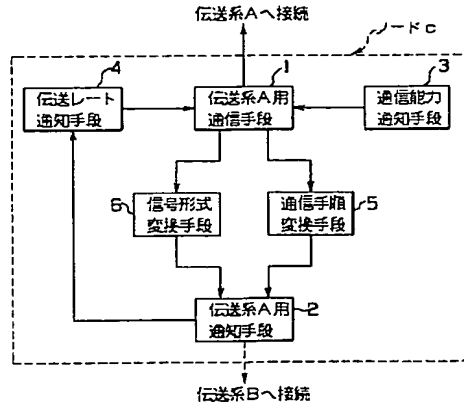 伝送系Aへ接続
ノードc
4
伝送レート
通知手段
1
伝送系A用
通信手段
3
通信能力
通知手段
6
信号形式
変換手段
通信手順
変換手段
5
伝送系A用
通知手段
2
伝送系Bへ接続